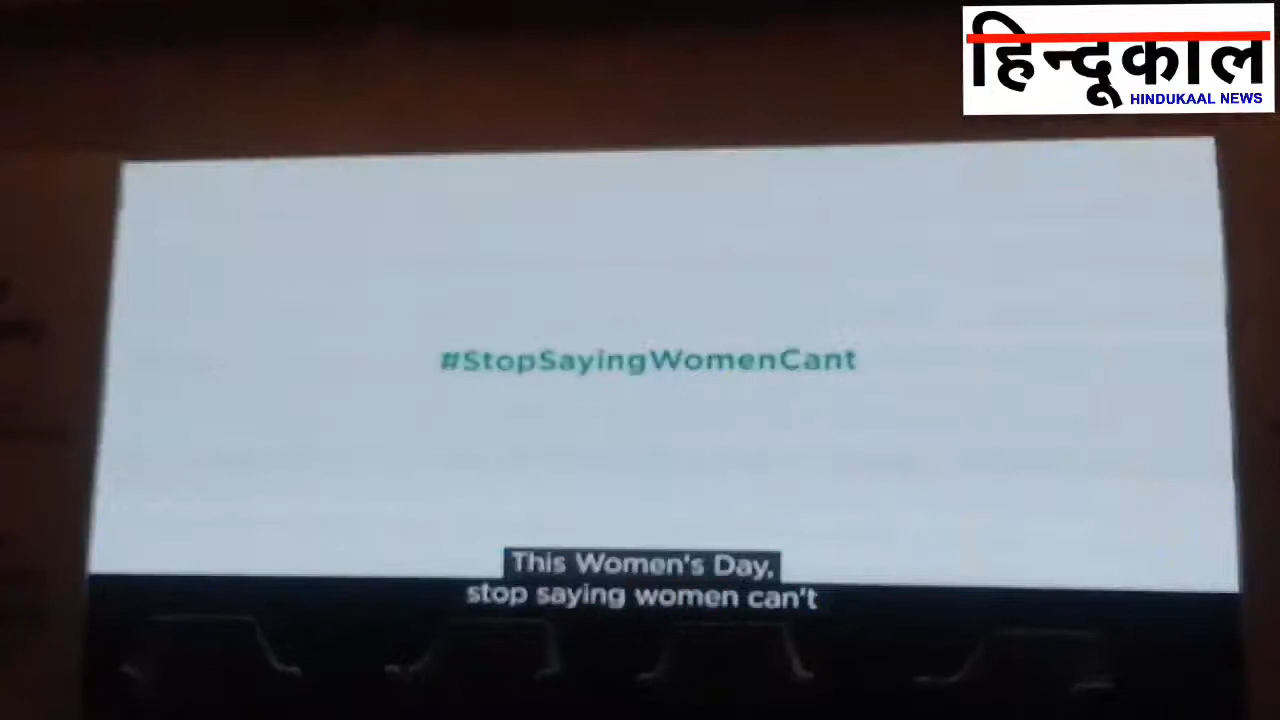 हिन्दूकाल
HINDUKAAL NEWS
#StopSayingWomenCant
This Women's Day,
stop saying women can't